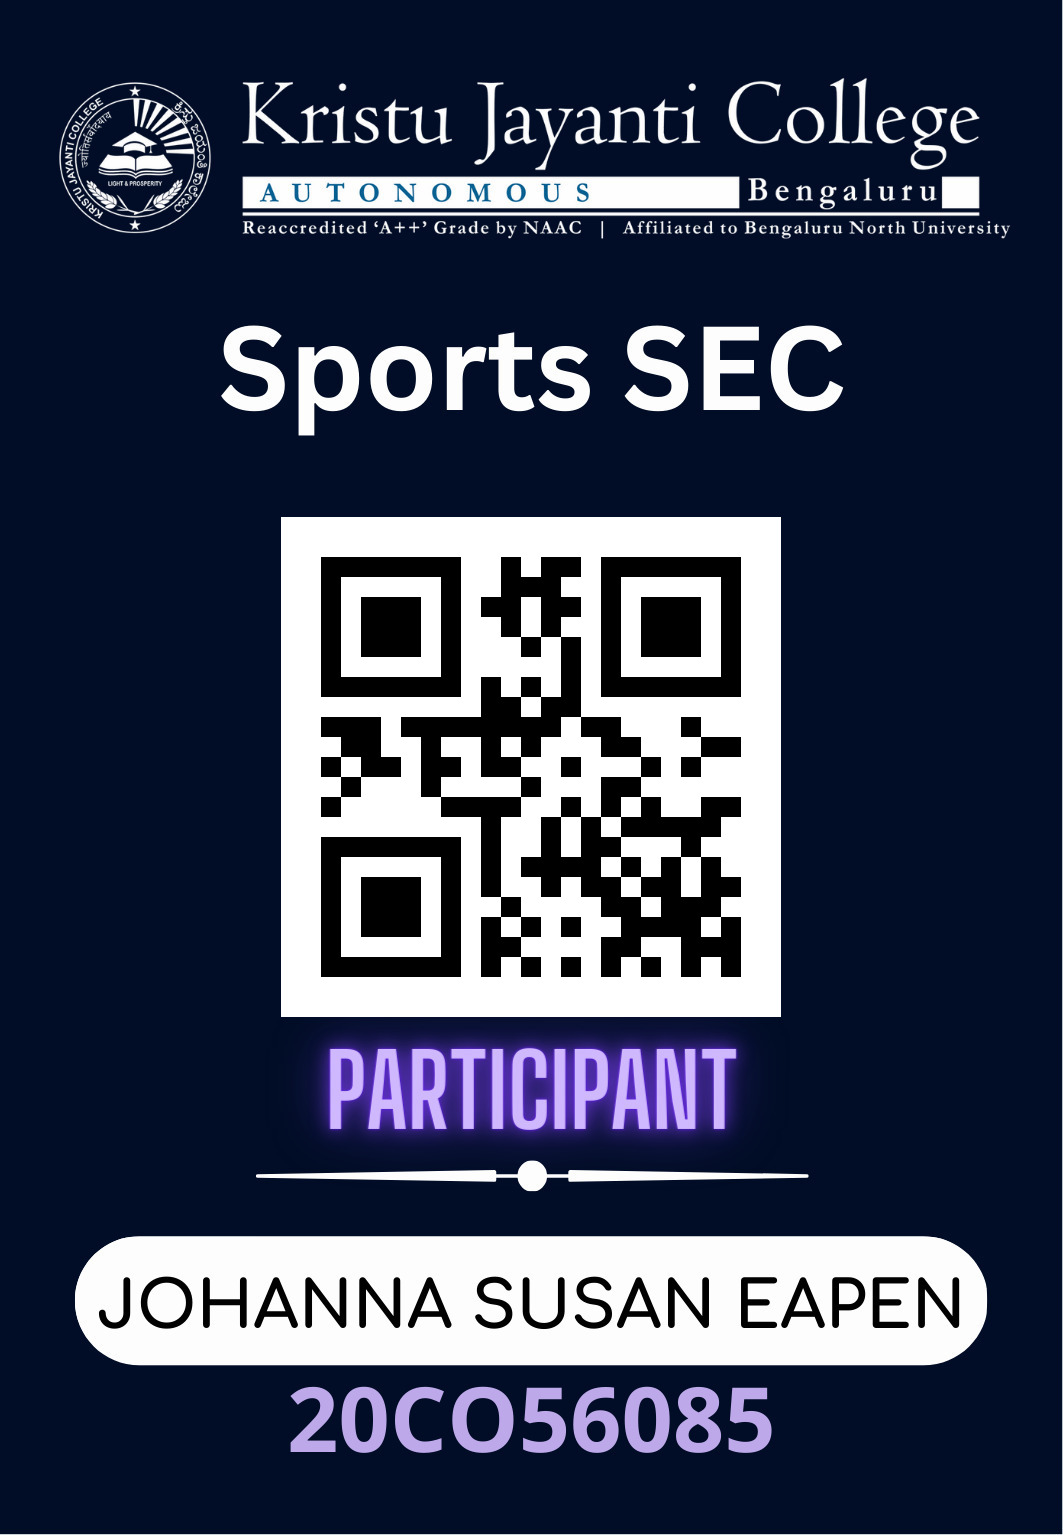 Kristu Jayanti College
AUTONOMOUS Bengaluru
Reaccredited ‘A++’ Grade by NAAC | Affiliated to Bengaluru North University
KRISTU JAYANTI COLLEGE
LIGHT & PROSPERITY
Sports SEC
PARTICIPANT
JOHANNA SUSAN EAPEN
20CO56085